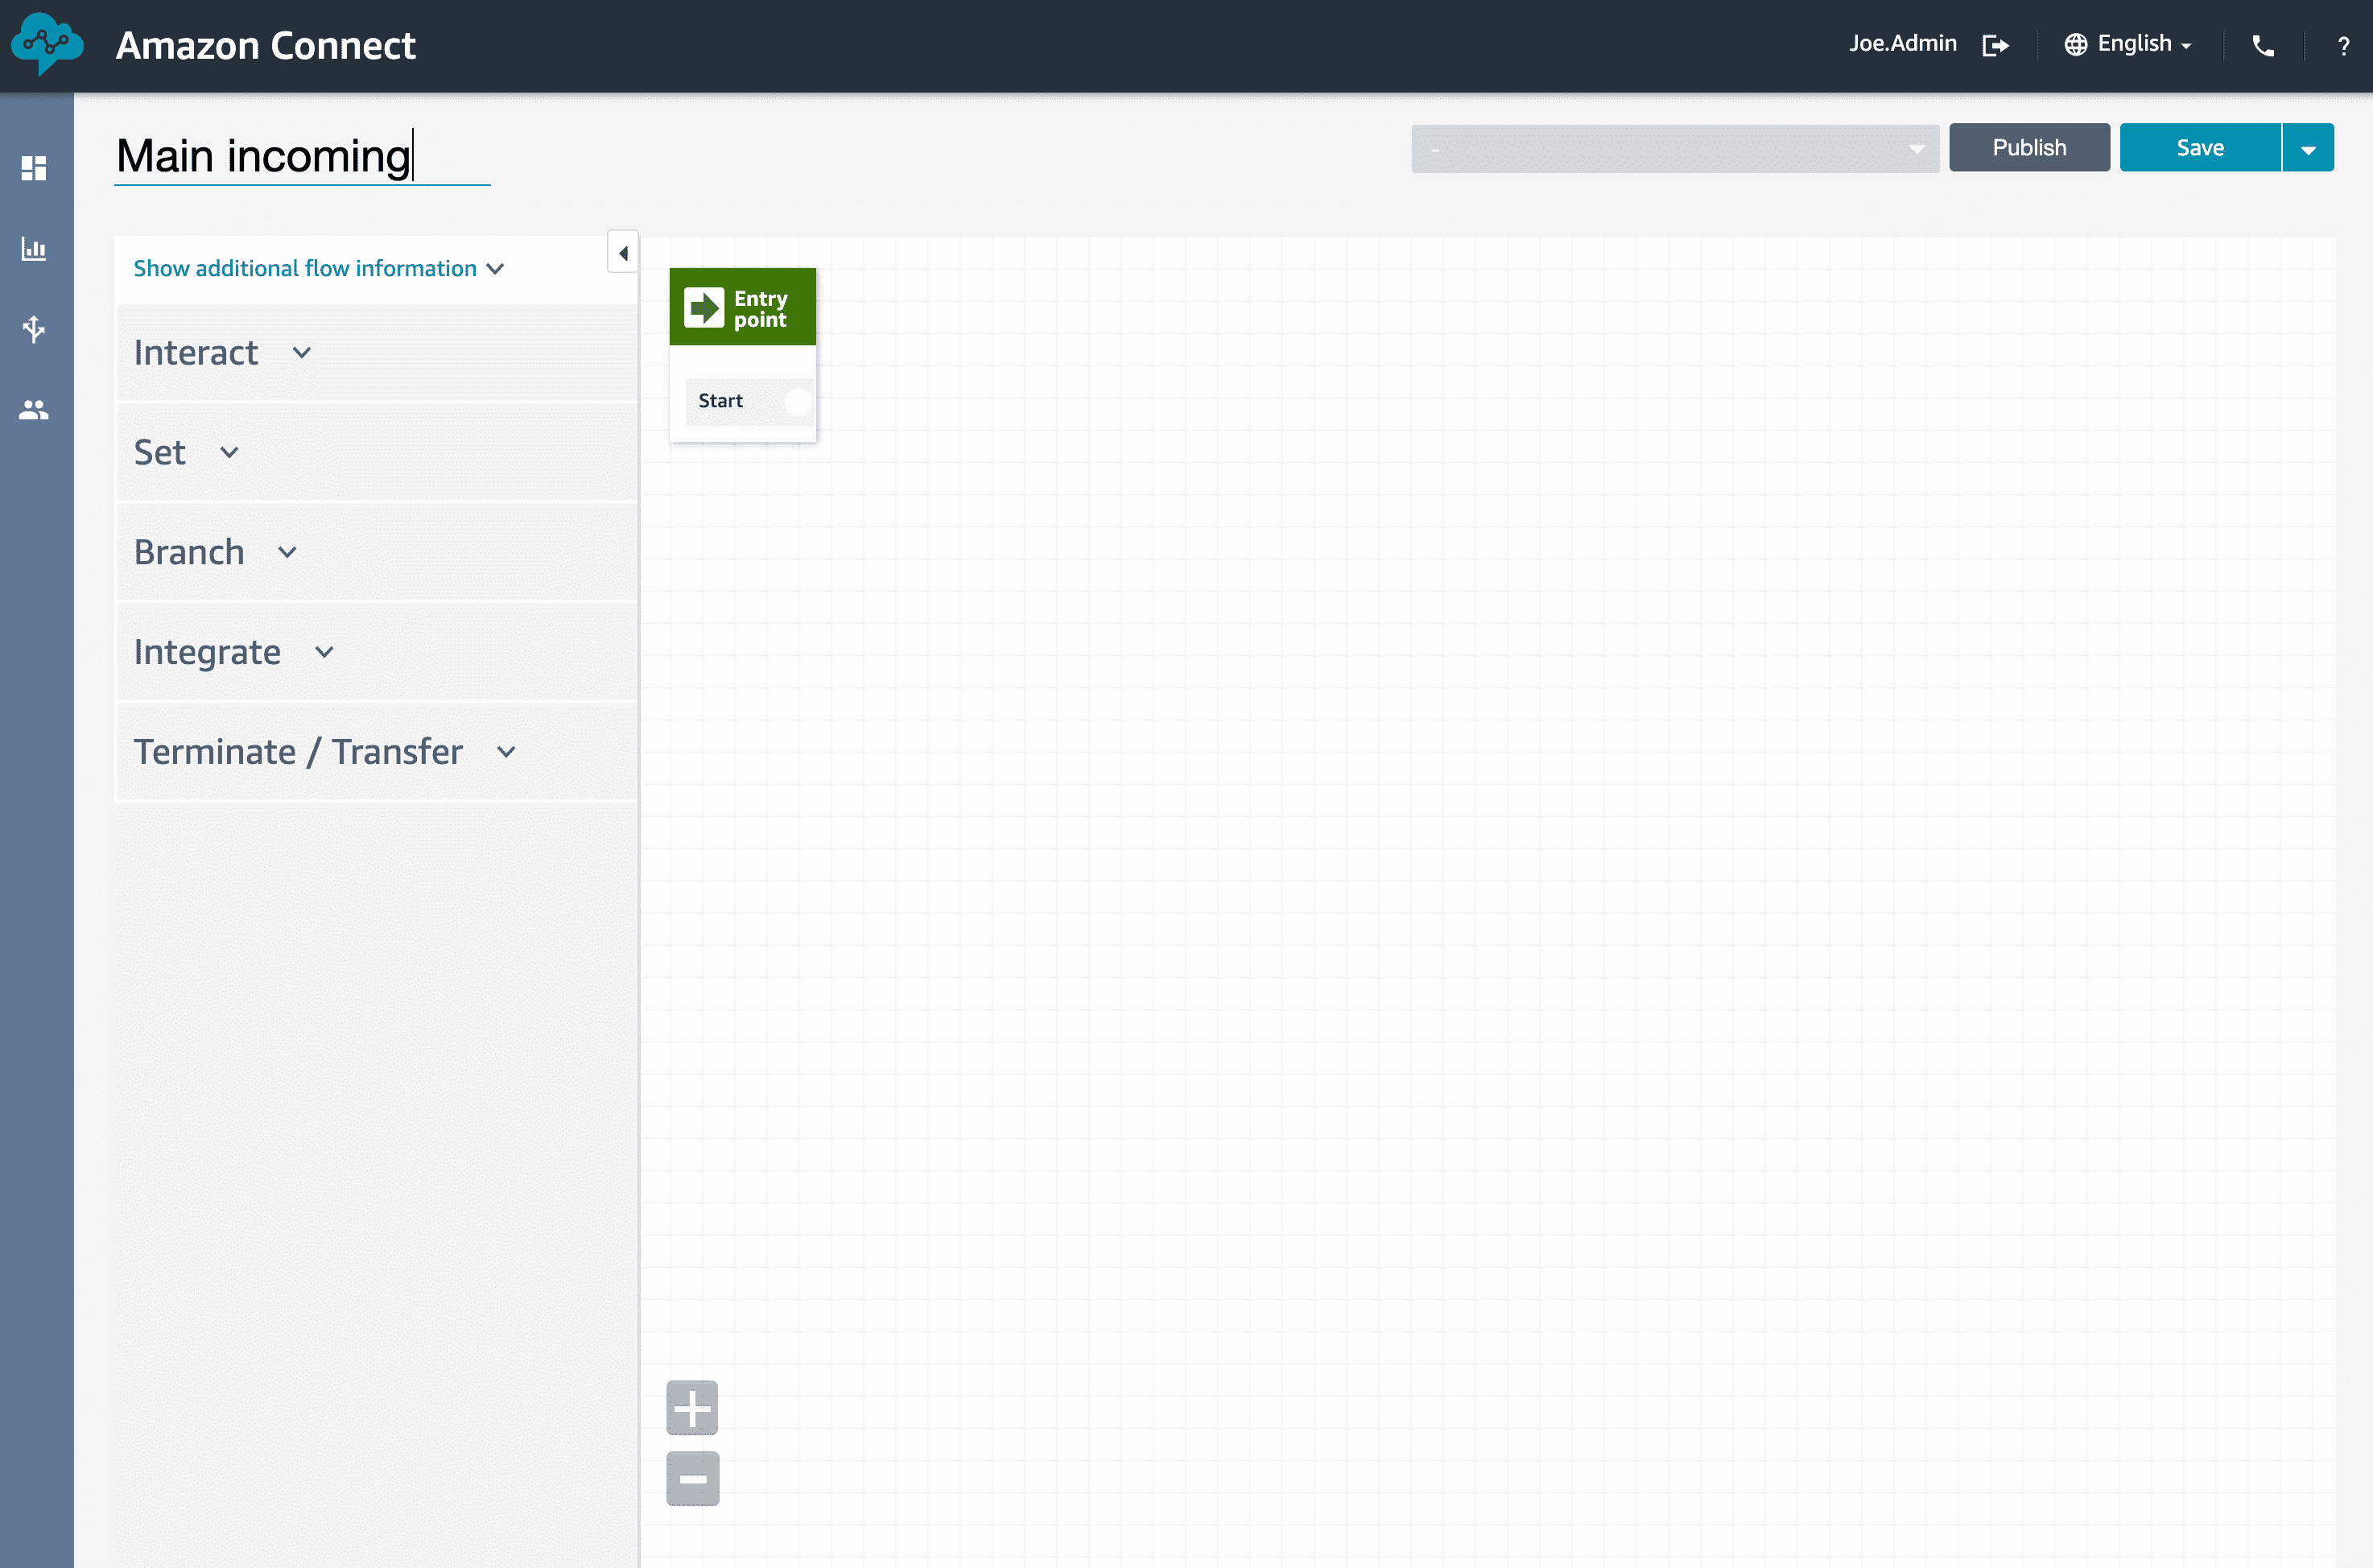 Amazon Connect
Joe.Admin
English
?
Main incoming
-
Publish
Save
Show additional flow information
Interact
Set
Branch
Integrate
Terminate / Transfer
Entry
point
Start